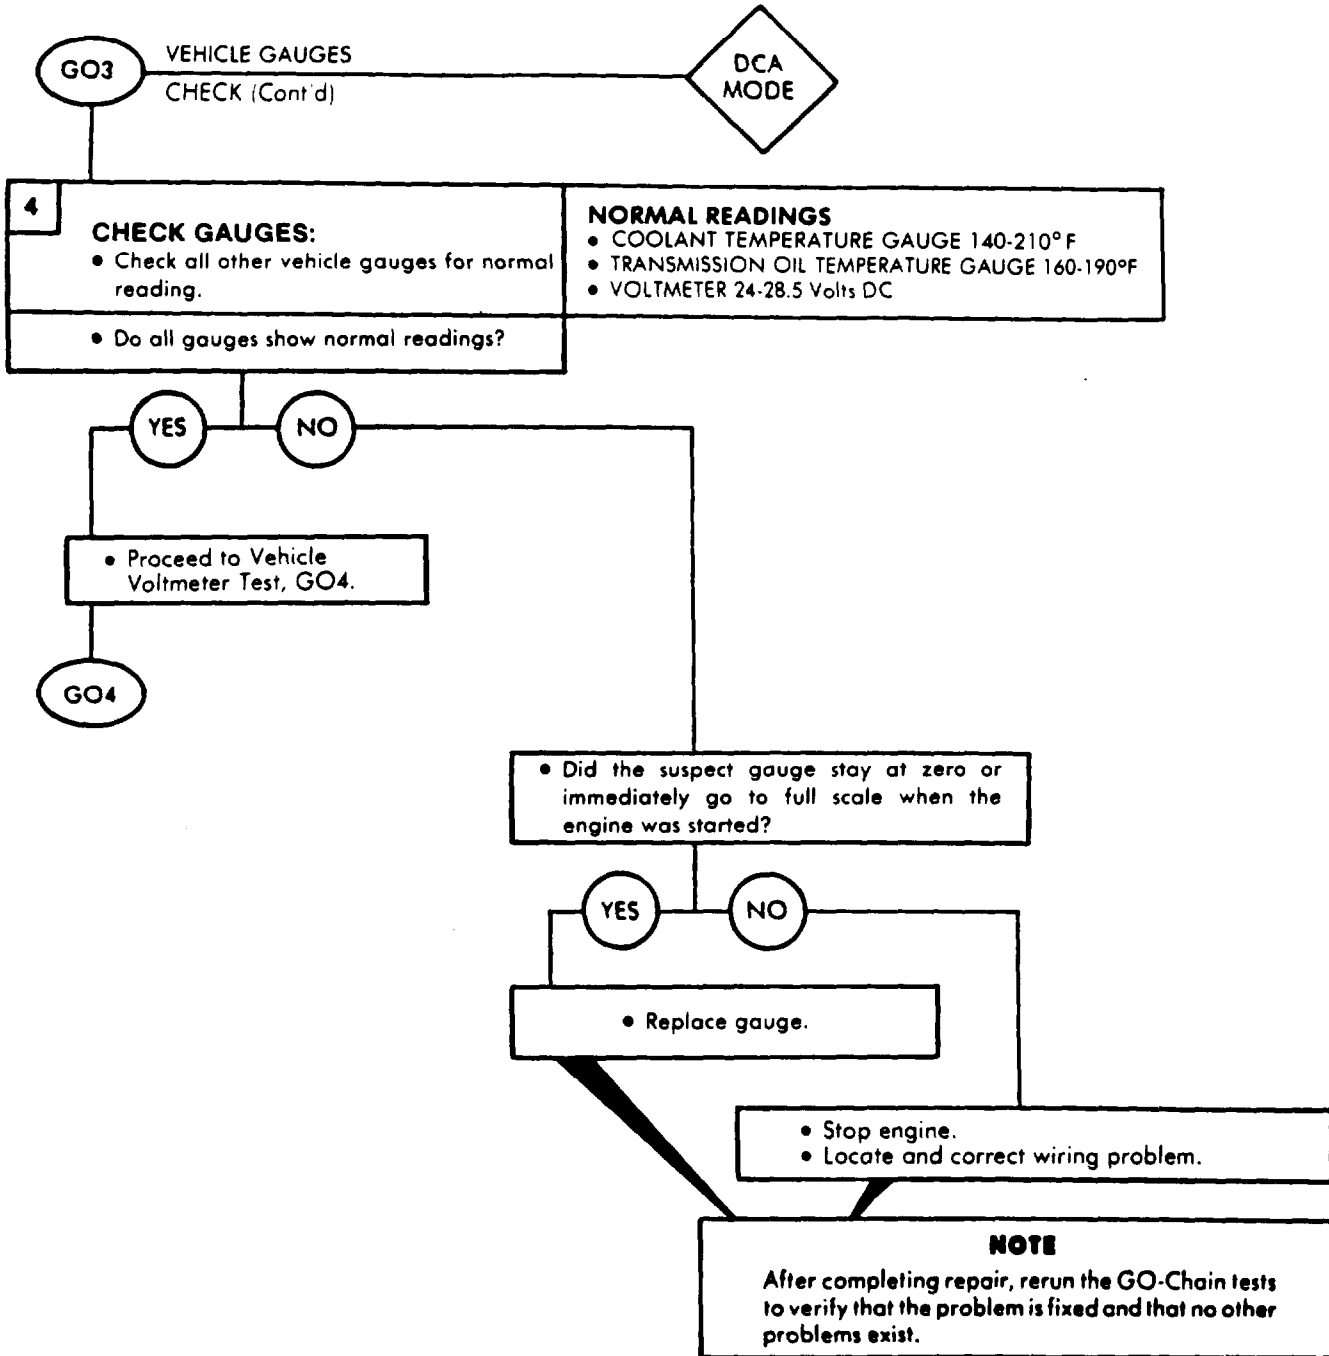 GO3
VEHICLE GAUGES
CHECK (Cont'd)
DCA
MODE
4
CHECK GAUGES:
• Check all other vehicle gauges for normal
reading.
• Do all gauges show normal readings?
NORMAL READINGS
• COOLANT TEMPERATURE GAUGE 140-210°F
• TRANSMISSION OIL TEMPERATURE GAUGE 160-190°F
• VOLTMETER 24-28.5 Volts DC
YES
NO
• Proceed to Vehicle
Voltmeter Test, GO4.
GO4
• Did the suspect gauge stay at zero or
immediately go to full scale when the
engine was started?
YES
NO
• Replace gauge.
• Stop engine.
• Locate and correct wiring problem.
NOTE
After completing repair, rerun the GO-Chain tests
to verify that the problem is fixed and that no other
problems exist.